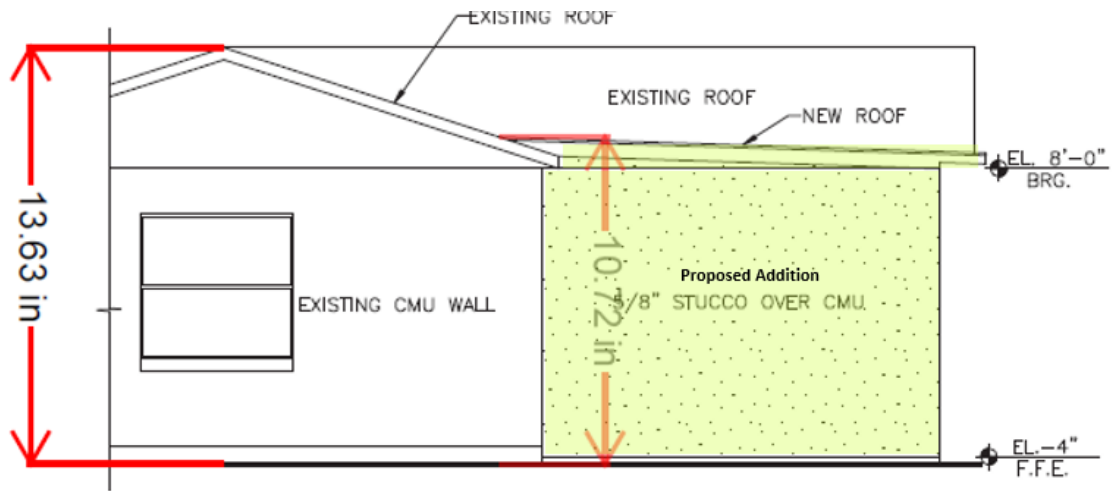 EXISTING ROOF
EXISTING ROOF
NEW ROOF
EL. 8'-0"
BRG.
13.63 in
10.72 in
Proposed Addition
EXISTING CMU WALL
5/8" STUCCO OVER CMU
EL.-4"
F.F.E.